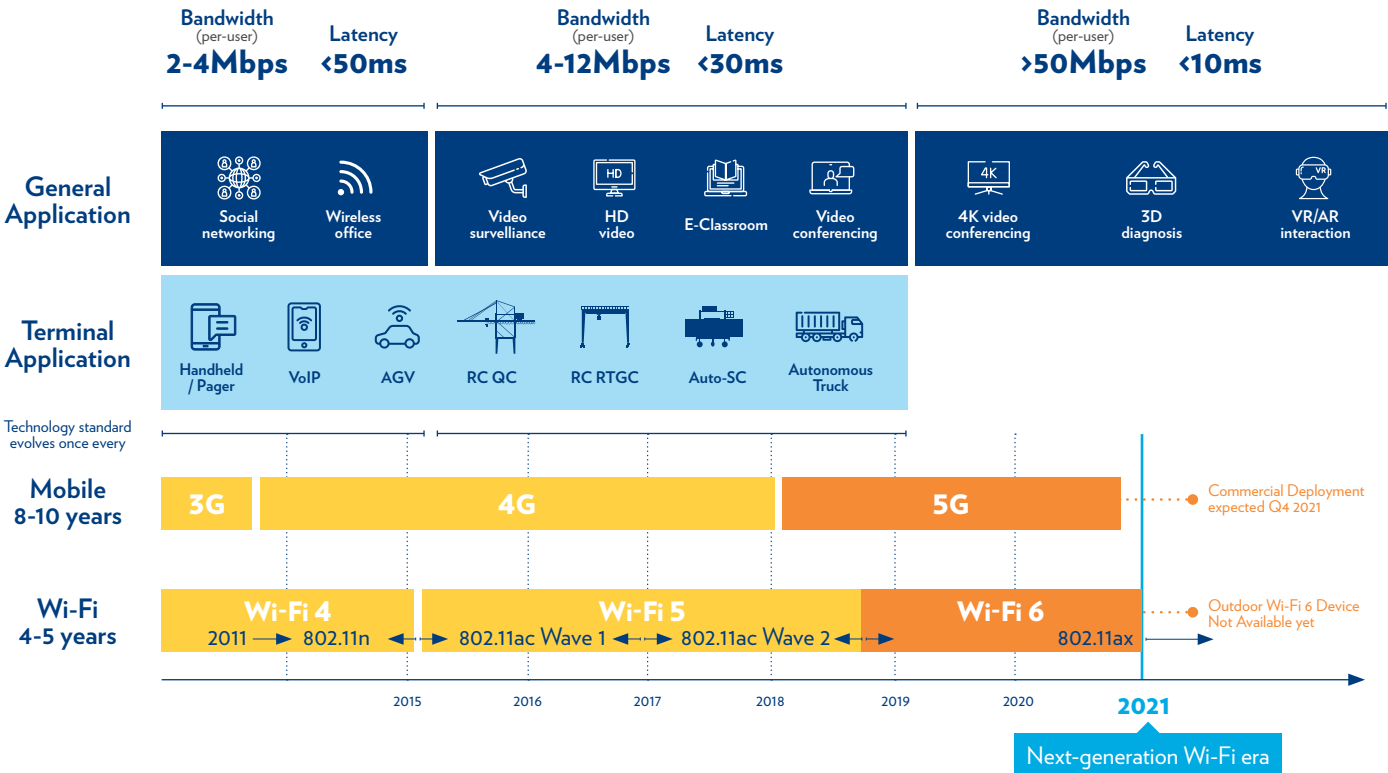 Bandwidth
(per-user)
2-4Mbps
Latency
<50ms
Bandwidth
(per-user)
4-12Mbps
Latency
<30ms
Bandwidth
(per-user)
>50Mbps
Latency
<10ms
General
Application
Social
networking
Wireless
office
Video
survelliance
HD
HD
video
E-Classroom
Video
conferencing
4K
4K video
conferencing
3D
diagnosis
VR
VR/AR
interaction
Terminal
Application
Handheld
/ Pager
VoIP
AGV
RC QC
RC RTGC
Auto-SC
Autonomous
Truck
Technology standard
evolves once every
Mobile
8-10 years
3G
4G
5G
Commercial Deployment
expected Q4 2021
Wi-Fi
4-5 years
Wi-Fi 4
2011
802.11n
Wi-Fi 5
802.11ac Wave 1
802.11ac Wave 2
Wi-Fi 6
802.11ax
Outdoor Wi-Fi 6 Device
Not Available yet
2015
2016
2017
2018
2019
2020
2021
Next-generation Wi-Fi era